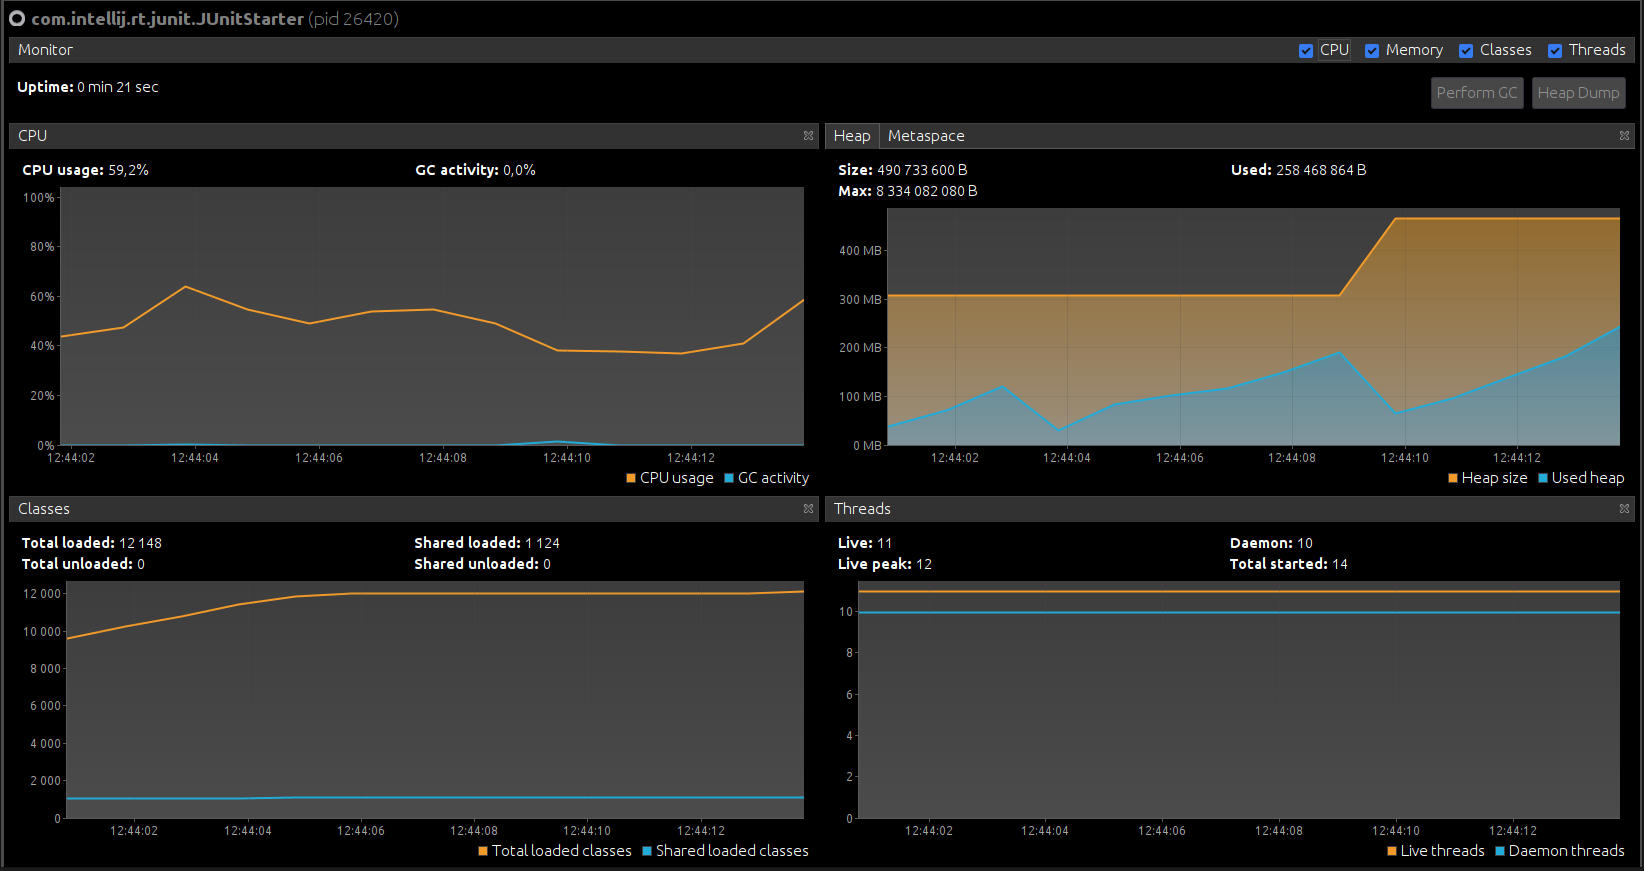 com.intellij.rt.junit.JUnitStarter (pid 26420)
Monitor
CPU Memory Classes Threads
Uptime: 0 min 21 sec
Perform GC Heap Dump
CPU
CPU usage: 59,2% GC activity: 0,0%
100%
80%
60%
40%
20%
0%
12:44:02 12:44:04 12:44:06 12:44:08 12:44:10 12:44:12
CPU usage GC activity
Heap Metaspace
Size: 490 733 600 B Used: 258 468 864 B
Max: 8 334 082 080 B
400 MB
300 MB
200 MB
100 MB
0 MB
12:44:02 12:44:04 12:44:06 12:44:08 12:44:10 12:44:12
Heap size Used heap
Classes
Total loaded: 12 148 Shared loaded: 1 124
Total unloaded: 0 Shared unloaded: 0
12 000
10 000
8 000
6 000
4 000
2 000
0
12:44:02 12:44:04 12:44:06 12:44:08 12:44:10 12:44:12
Total loaded classes Shared loaded classes
Threads
Live: 11 Daemon: 10
Live peak: 12 Total started: 14
10
8
6
4
2
0
12:44:02 12:44:04 12:44:06 12:44:08 12:44:10 12:44:12
Live threads Daemon threads